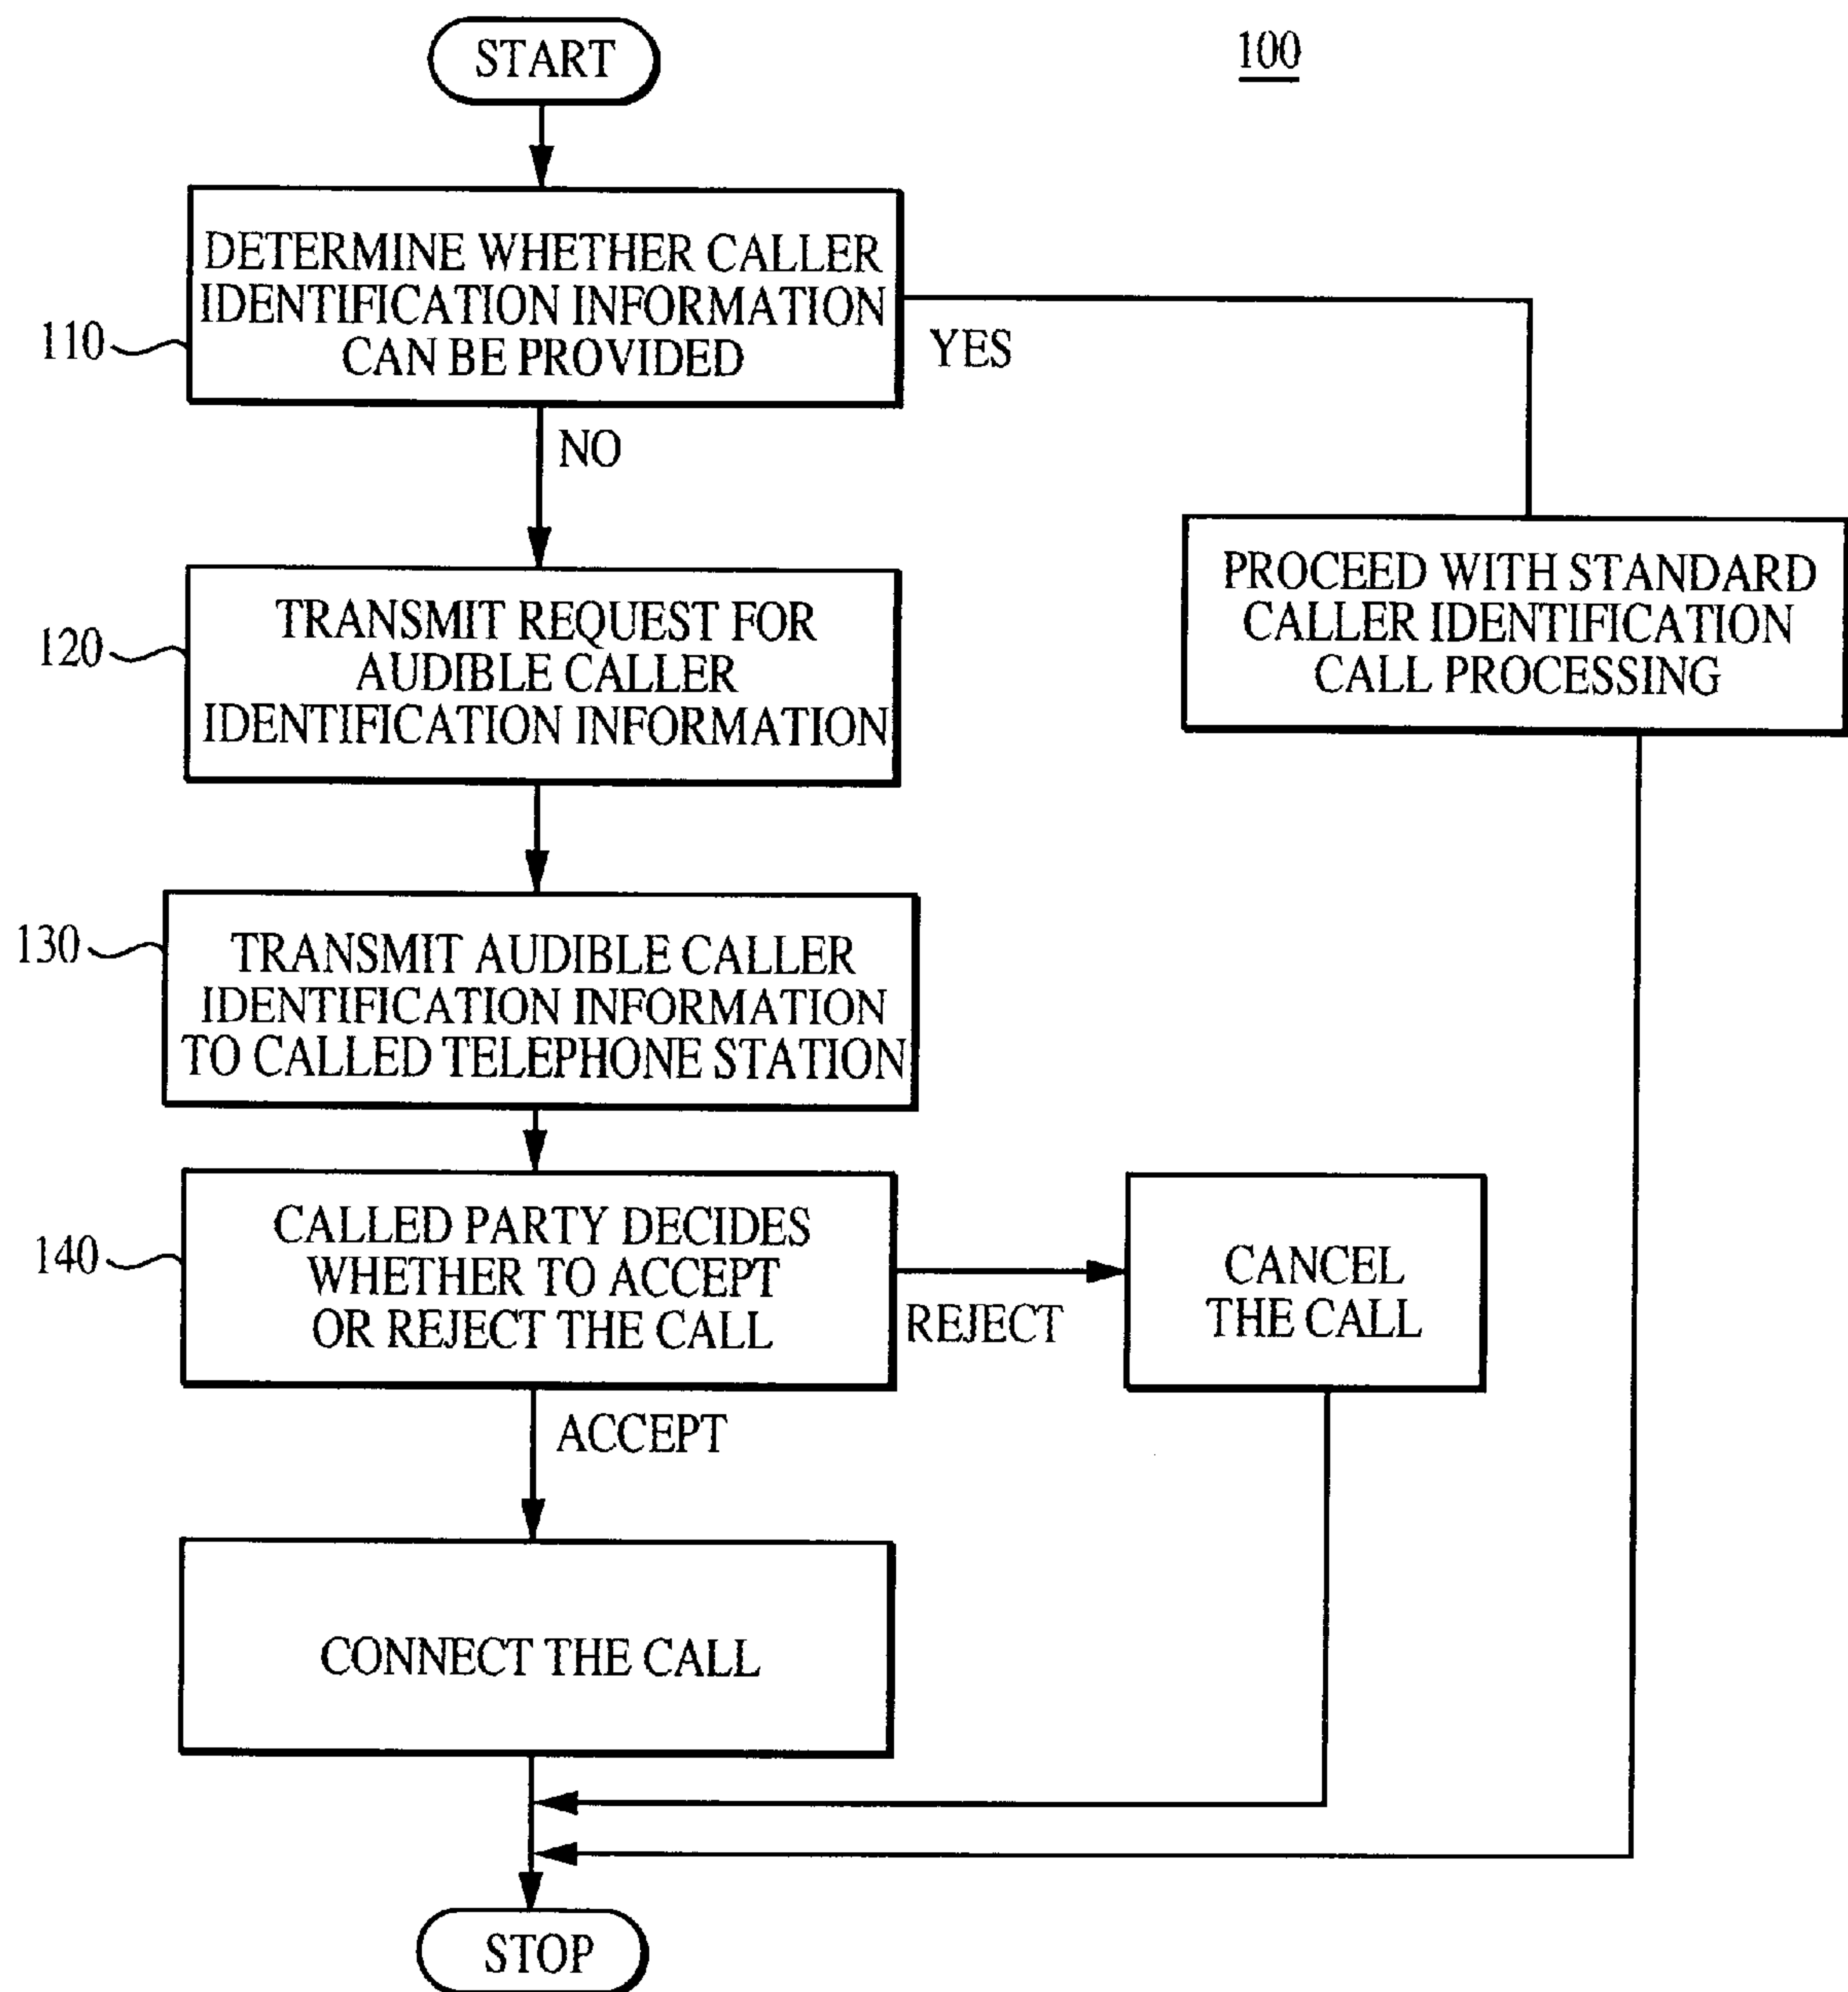 START
100
DETERMINE WHETHER CALLER
IDENTIFICATION INFORMATION
CAN BE PROVIDED
110
YES
NO
PROCEED WITH STANDARD
CALLER IDENTIFICATION
CALL PROCESSING
TRANSMIT REQUEST FOR
AUDIBLE CALLER
IDENTIFICATION INFORMATION
120
130
TRANSMIT AUDIBLE CALLER
IDENTIFICATION INFORMATION
TO CALLED TELEPHONE STATION
CALLED PARTY DECIDES
WHETHER TO ACCEPT
OR REJECT THE CALL
140
REJECT
CANCEL
THE CALL
ACCEPT
CONNECT THE CALL
STOP